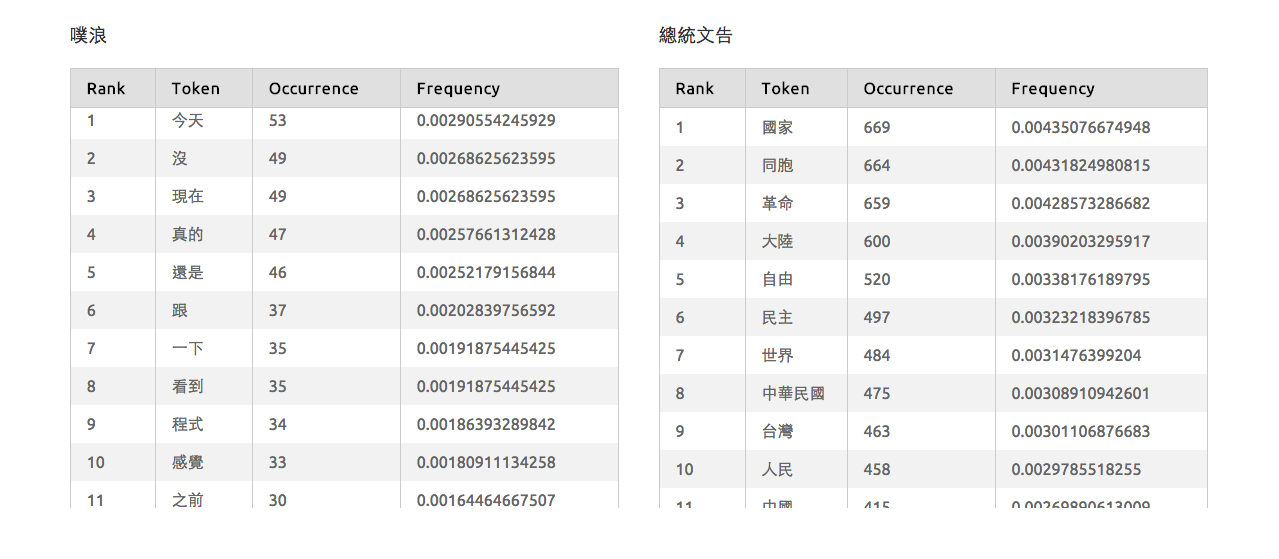 噗浪
Rank Token Occurrence Frequency
1 今天 53 0.00290554245929
2 沒 49 0.00268625623595
3 現在 49 0.00268625623595
4 真的 47 0.00257661312428
5 還是 46 0.00252179156844
6 跟 37 0.00202839756592
7 一下 35 0.00191875445425
8 看到 35 0.00191875445425
9 程式 34 0.00186393289842
10 感覺 33 0.00180911134258
11 之前 30 0.00164464667507
總統文告
Rank Token Occurrence Frequency
1 國家 669 0.00435076674948
2 同胞 664 0.00431824980815
3 革命 659 0.00428573286682
4 大陸 600 0.00390203295917
5 自由 520 0.00338176189795
6 民主 497 0.00323218396785
7 世界 484 0.0031476399204
8 中華民國 475 0.00308910942601
9 台灣 463 0.00301106876683
10 人民 458 0.0029785518255
11 中國 415 0.00269890613009